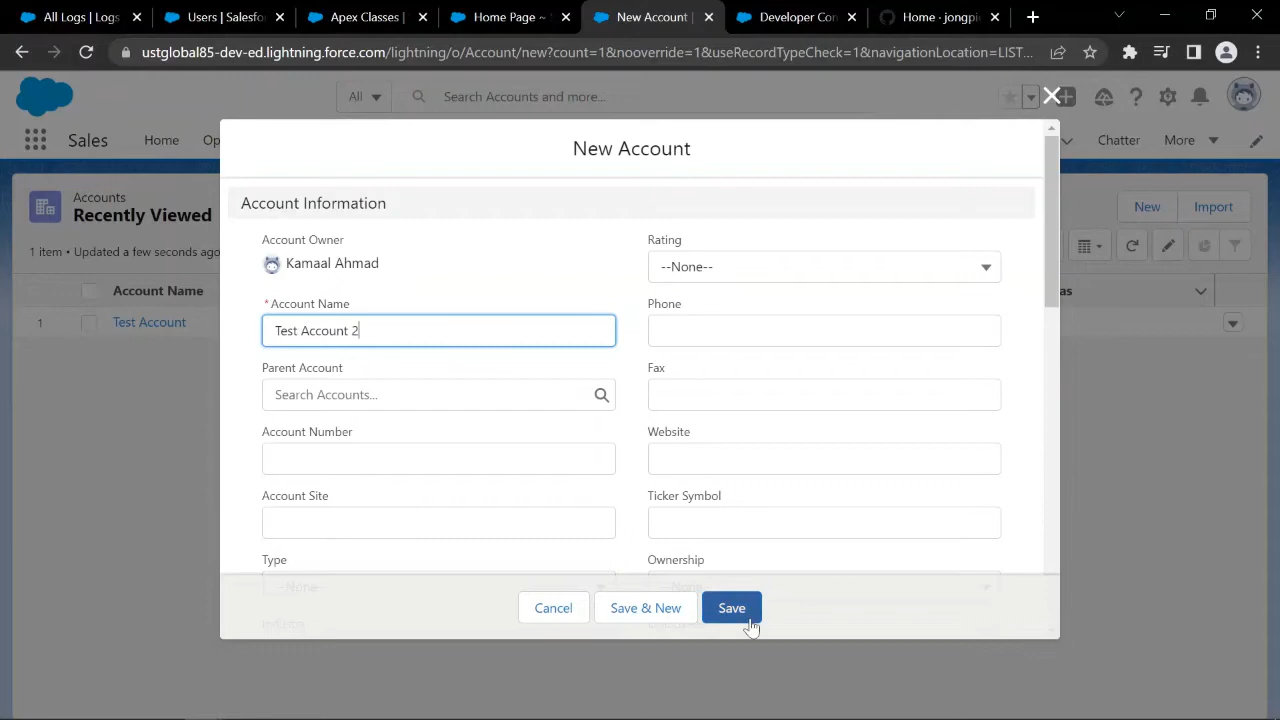 All Logs | Logs
Users | Salesfo
Apex Classes |
Home Page ~
New Account |
Developer Con
Home · jongpie
ustglobal85-dev-ed.lightning.force.com/lightning/o/Account/new?count=1&nooverride=1&useRecordTypeCheck=1&navigationLocation=LIST...
All
Search Accounts and more...
Sales
Home
Op
Chatter
More
New Account
Accounts
Recently Viewed
New
Import
1 item • Updated a few seconds ago
Account Information
Account Owner
Kamaal Ahmad
Rating
--None--
Account Name
as
* Account Name
Test Account 2
Phone
1
Test Account
Parent Account
Search Accounts...
Fax
Account Number
Website
Account Site
Ticker Symbol
Type
--None--
Ownership
--None--
Cancel
Save & New
Save